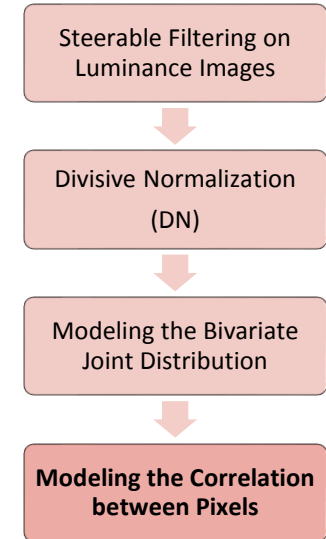 Steerable Filtering on
Luminance Images
Divisive Normalization
(DN)
Modeling the Bivariate
Joint Distribution
Modeling the Correlation
between Pixels